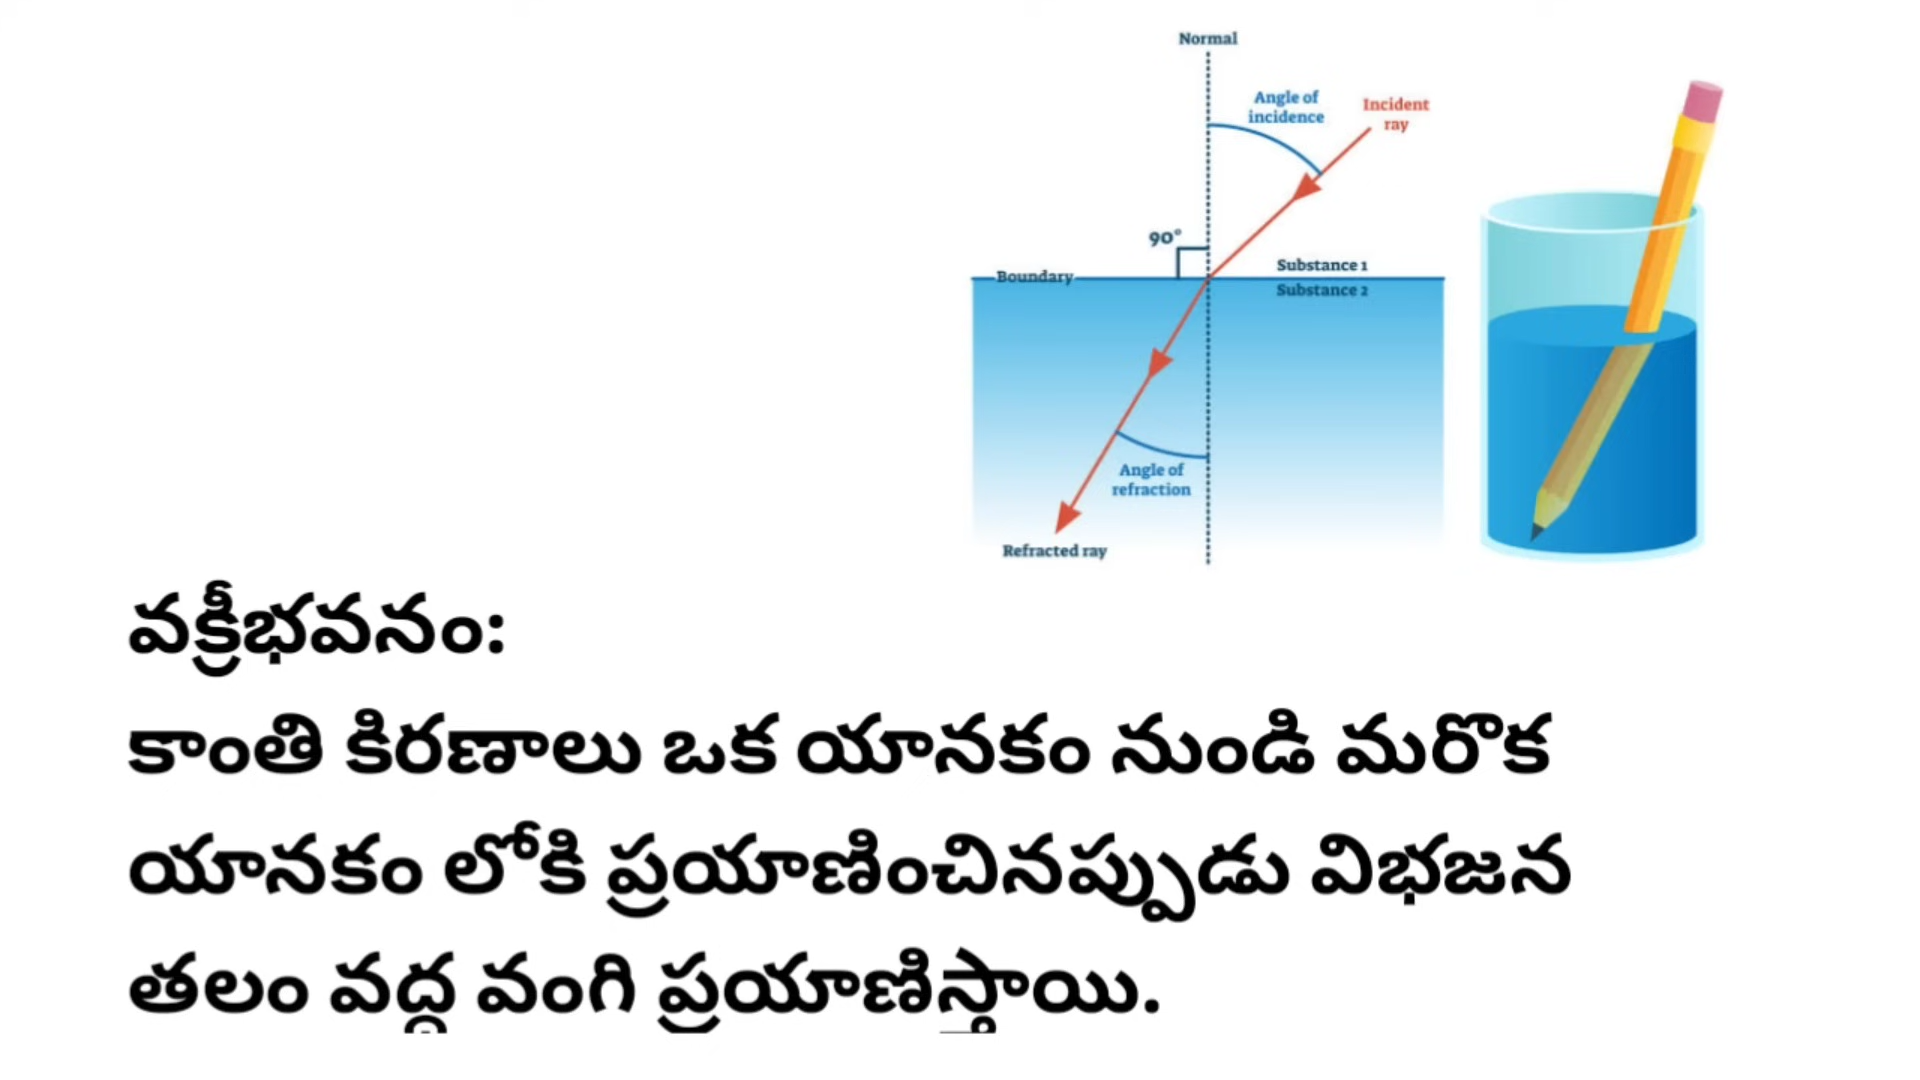 Normal
Angle of
incidence
Incident
ray
90°
Boundary
Substance 1
Substance 2
Angle of
refraction
Refracted ray
వక్రీభవనం:
కాంతి కిరణాలు ఒక యానకం నుండి మరొక
యానకం లోకి ప్రయాణించినప్పుడు విభజన
తలం వద్ద వంగి ప్రయాణిస్తాయి.